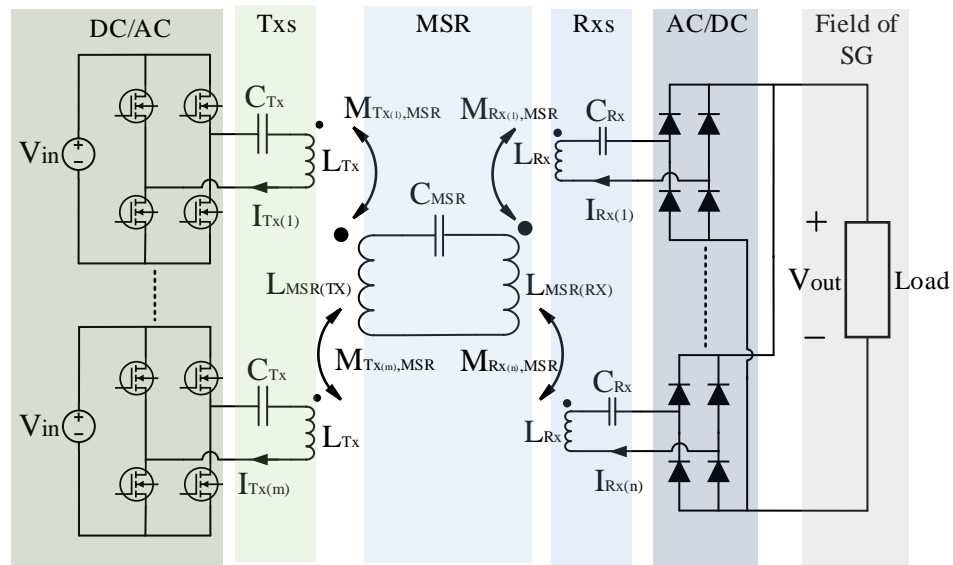 DC/AC
Txs
MSR
Rxs
AC/DC
Field of
SG
Vin
+
−
CTx
LTx
ITx(1)
MTx(1),MSR
MRx(1),MSR
CRx
LRx
IRx(1)
CMSR
LMSR(TX)
LMSR(RX)
+
Vout
−
Load
Vin
+
−
CTx
LTx
ITx(m)
MTx(m),MSR
MRx(n),MSR
CRx
LRx
IRx(n)